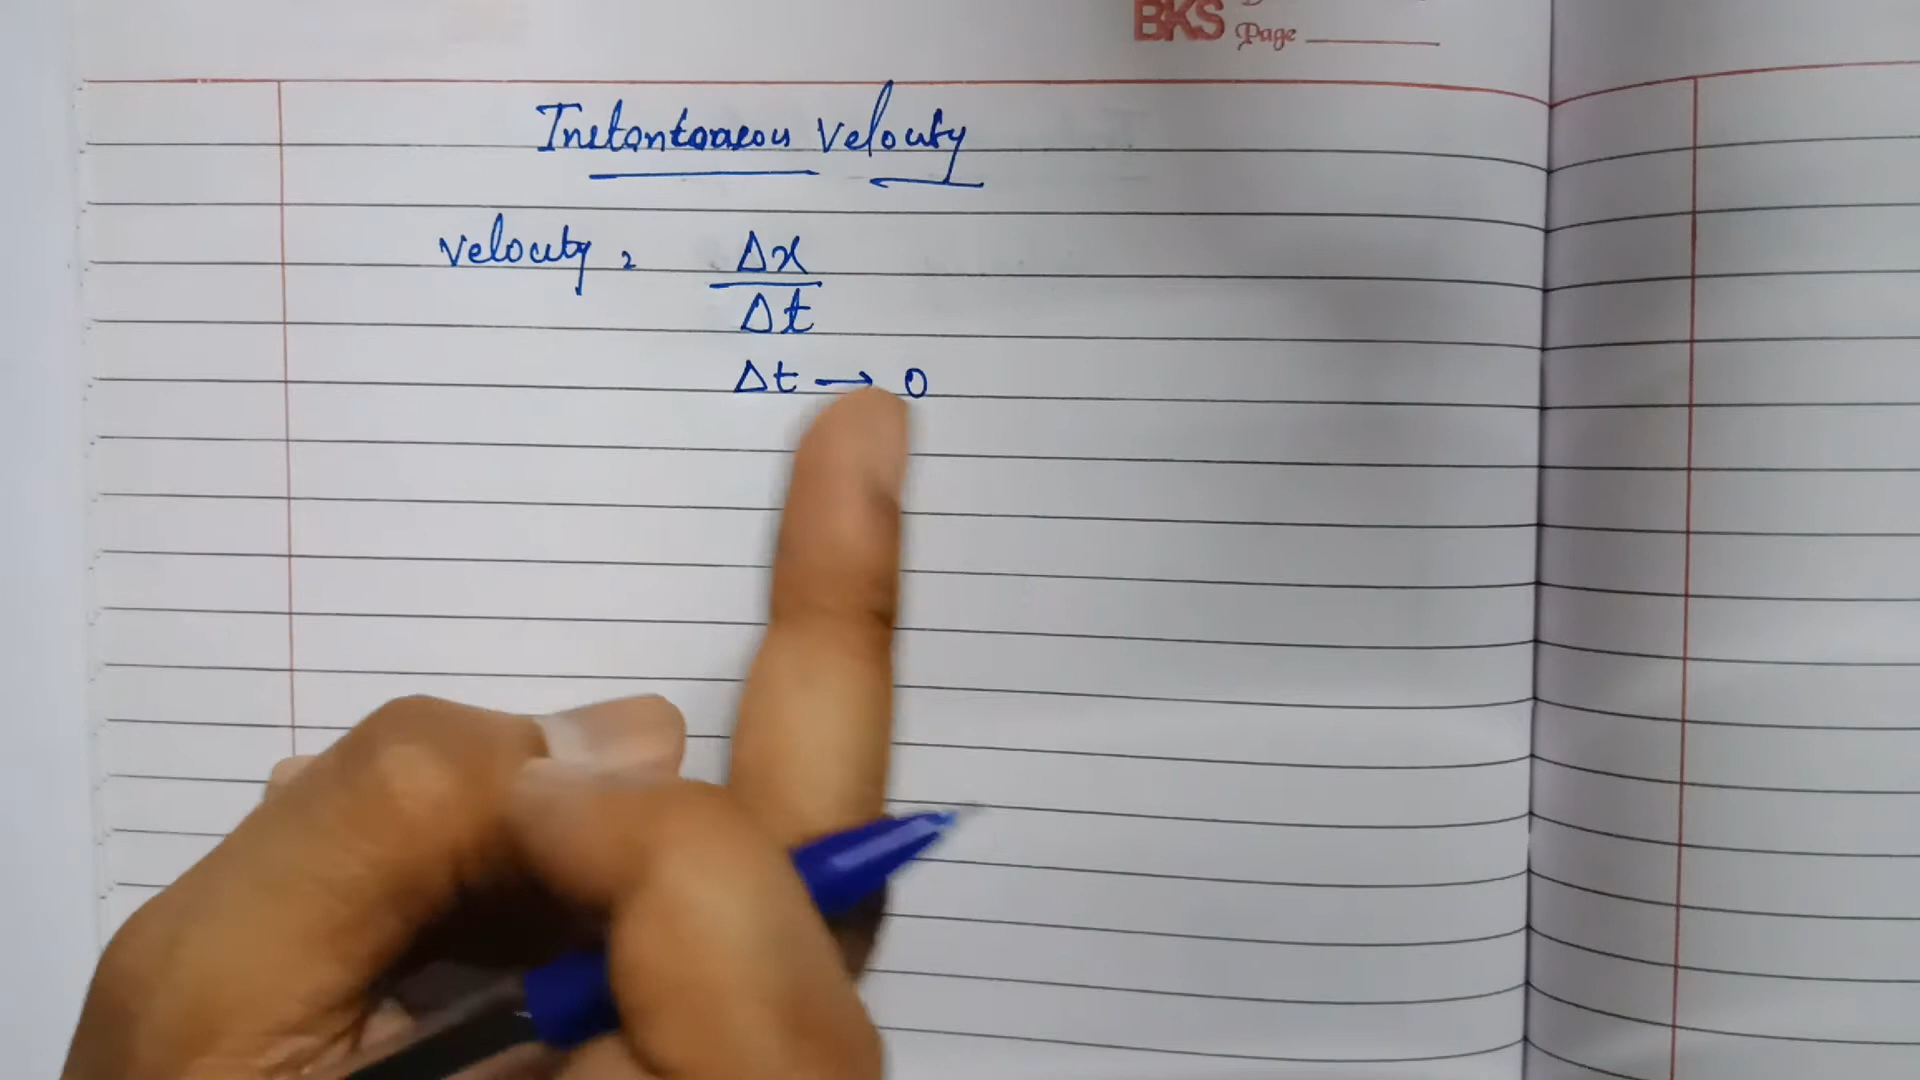 BKS
Page
Instantaneous Velocity
Velocity = Δx
Δt
Δt → 0